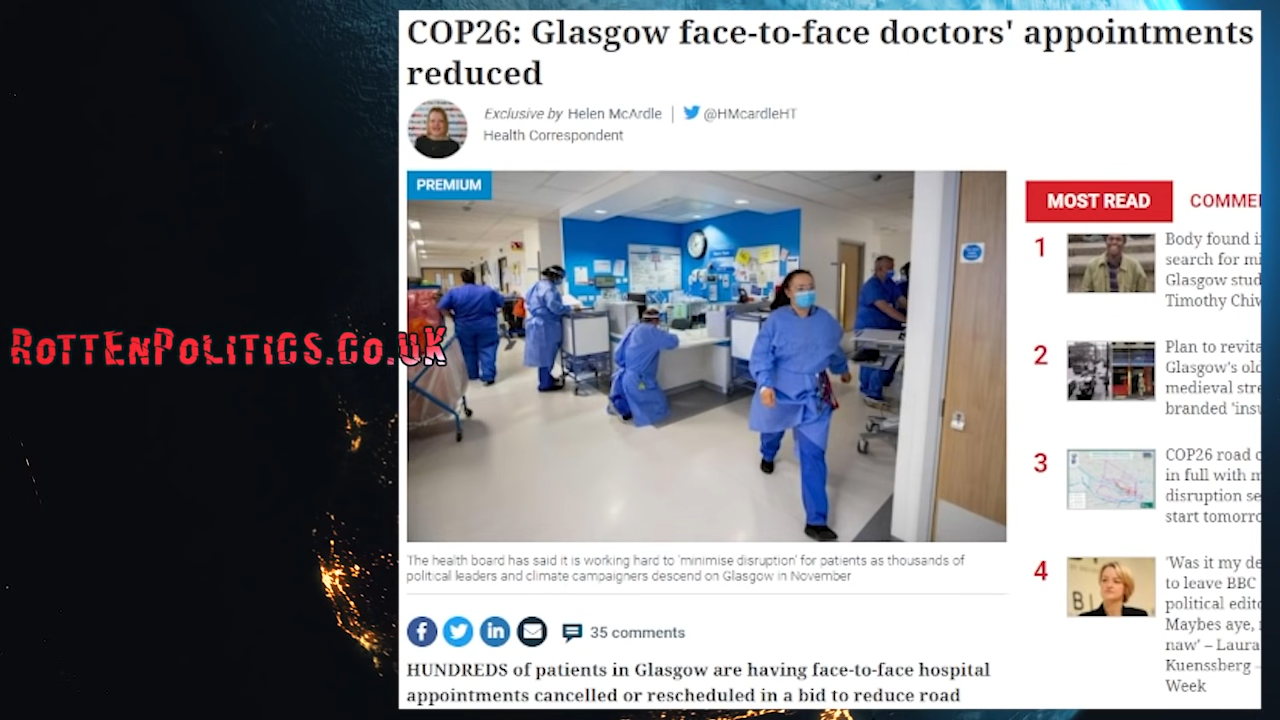 COP26: Glasgow face-to-face doctors' appointments
reduced
Exclusive by Helen McArdle | @HMcardleHT
Health Correspondent
PREMIUM
RottenPolitics.co.uk
The health board has said it is working hard to 'minimise disruption' for patients as thousands of
political leaders and climate campaigners descend on Glasgow in November
35 comments
HUNDREDS of patients in Glasgow are having face-to-face hospital
appointments cancelled or rescheduled in a bid to reduce road
MOST READ COMME
1
Body found i
search for mi
Glasgow stud
Timothy Chiw
2
Plan to revita
Glasgow's old
medieval stre
branded 'insu
3
COP26 road c
in full with m
disruption se
start tomorro
4
'Was it my de
to leave BBC
political edito
Maybes aye,
naw' – Laura
Kuenssberg –
Week